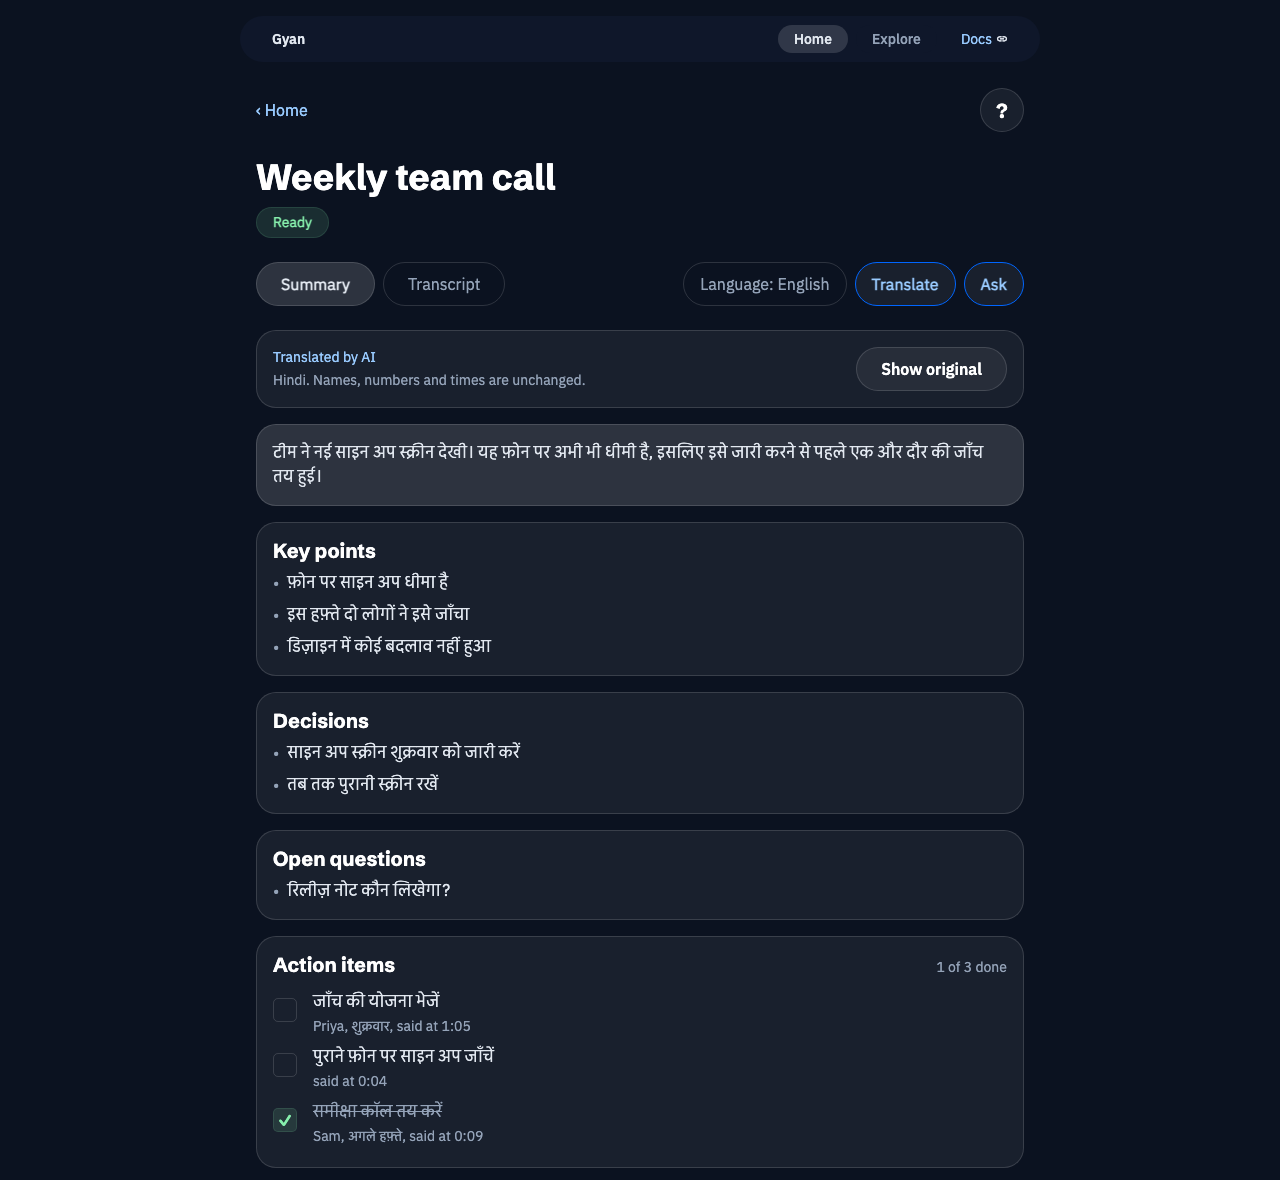 Gyan
Home
Explore
Docs
‹ Home
?
Weekly team call
Ready
Summary
Transcript
Language: English
Translate
Ask
Translated by AI
Hindi. Names, numbers and times are unchanged.
Show original
टीम ने नई साइन अप स्क्रीन देखी। यह फ़ोन पर अभी भी धीमी है, इसलिए इसे जारी करने से पहले एक और दौर की जाँच
तय हुई।
Key points
• फ़ोन पर साइन अप धीमा है
• इस हफ़्ते दो लोगों ने इसे जाँचा
• डिज़ाइन में कोई बदलाव नहीं हुआ
Decisions
• साइन अप स्क्रीन शुक्रवार को जारी करें
• तब तक पुरानी स्क्रीन रखें
Open questions
• रिलीज़ नोट कौन लिखेगा?
Action items
1 of 3 done
जाँच की योजना भेजें
Priya, शुक्रवार, said at 1:05
पुराने फ़ोन पर साइन अप जाँचें
said at 0:04
समीक्षा कॉल तय करें
Sam, अगले हफ़्ते, said at 0:09